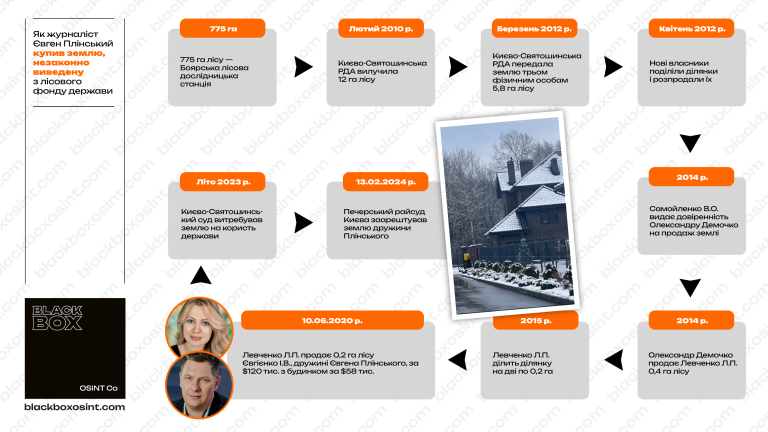 Як журналіст
Євген Плінський
купив землю,
незаконно
виведену
з лісового
фонду держави
775 га
775 га лісу —
Боярська лісова
дослідницька
станція
Лютий 2010 р.
Києво-Святошинська
РДА вилучила
12 га лісу
Березень 2012 р.
Києво-Святошинська
РДА передала
землю трьом
фізичним особам
5,8 га лісу
Квітень 2012 р.
Нові власники
поділили ділянки
і розпродали їх
2014 р.
Самойленко В.О.
видає довіренність
Олександру Демочко
на продаж землі
2014 р.
Олександр Демочко
продає Левченко Л.П.
0,4 га лісу
2015 р.
Левченко Л.П.
ділить ділянку
на дві по 0,2 га
10.06.2020 р.
Левченко Л.П. продає 0,2 га лісу
Євгієнко І.В., дружині Євгена Плінського, за
$120 тис. з будинком за $58 тис.
Літо 2023 р.
Києво-Святошинсь-
кий суд витребував
землю на користь
держави
13.02.2024 р.
Печерський райсуд
Києва заарештував
землю дружини
Плінського
BLACK
BOX
OSINT Co
blackboxosint.com